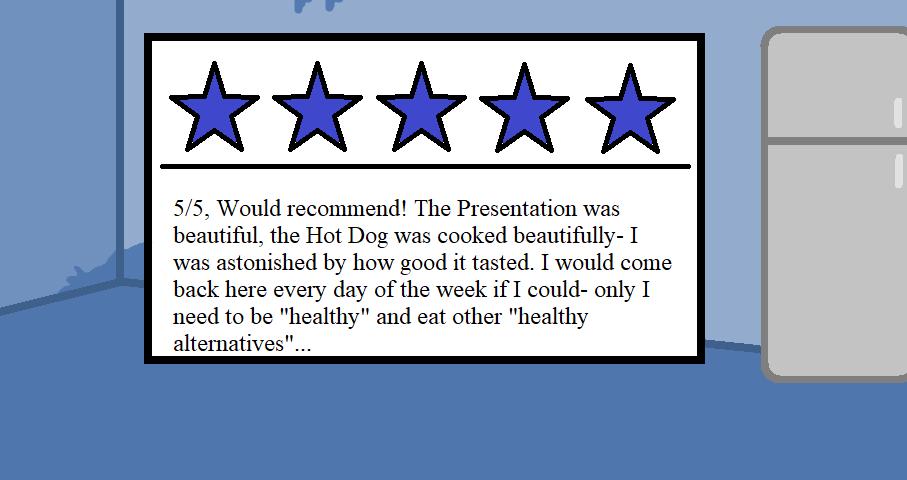 5/5, Would recommend! The Presentation was
beautiful, the Hot Dog was cooked beautifully- I
was astonished by how good it tasted. I would come
back here every day of the week if I could- only I
need to be "healthy" and eat other "healthy
alternatives"...